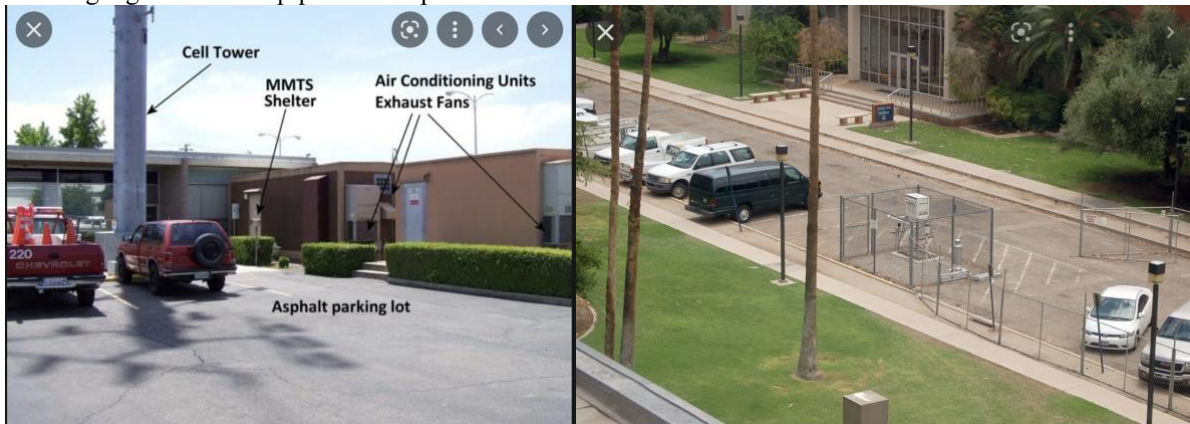 Cell Tower
MMTS
Shelter
Air Conditioning Units
Exhaust Fans
220
CHEVROLET
Asphalt parking lot